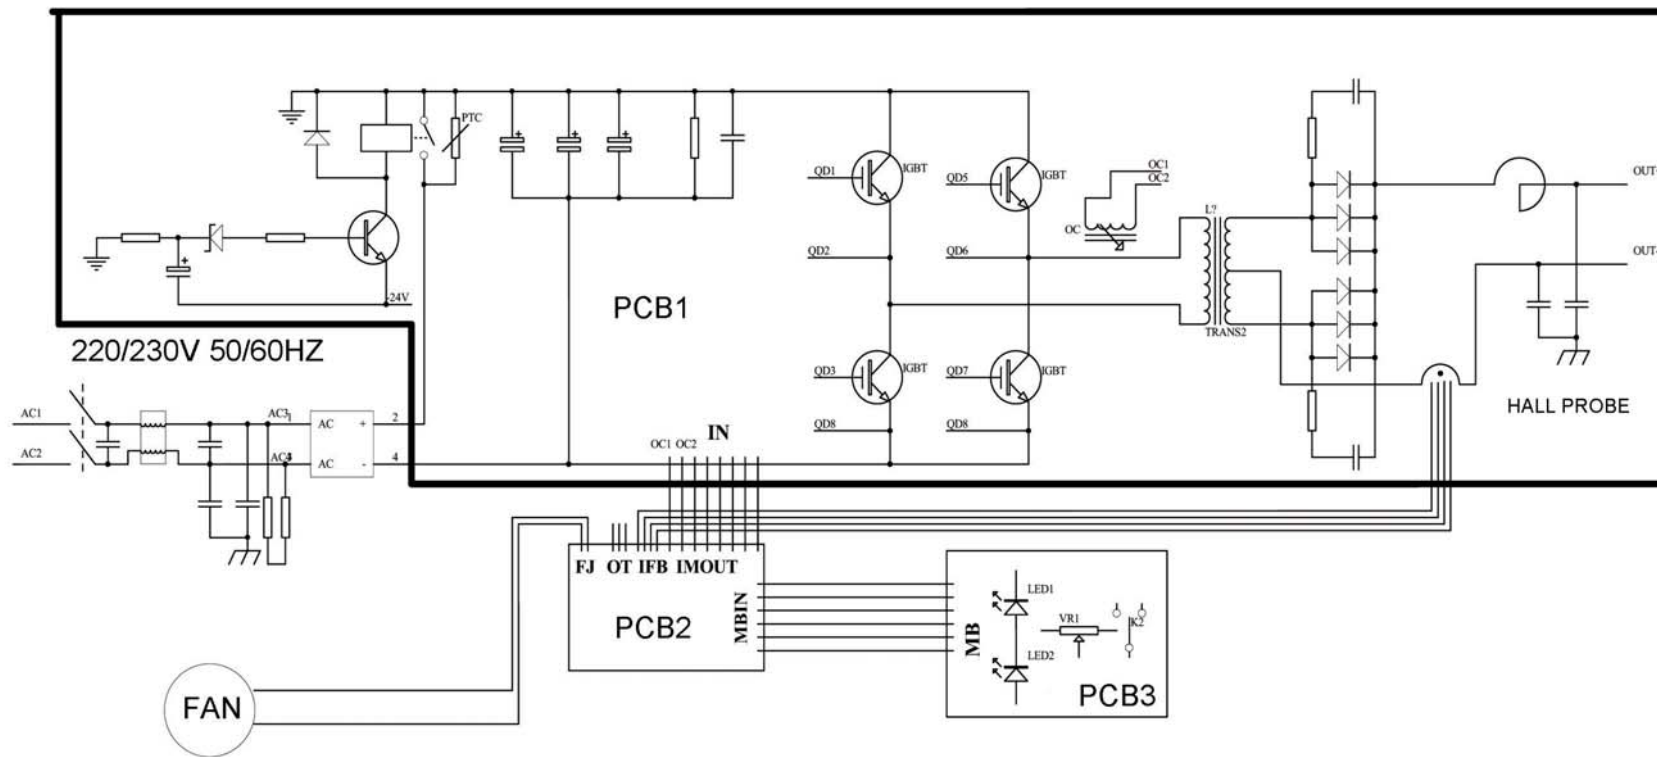 PTC
QD1
IGBT
QD5
IGBT
OC1
OC2
OC
L?
OUT
OUT
QD2
QD6
-24V
PCB1
TRANS2
220/230V 50/60HZ
QD3
IGBT
QD7
IGBT
HALL PROBE
AC1
AC3
1
AC
+
2
QD8
QD8
OC1
OC2
IN
AC2
AC
-
4
FJ OT IFB IMOUT
PCB2
MBIN
MB
LED1
VR1
K2
LED2
PCB3
FAN